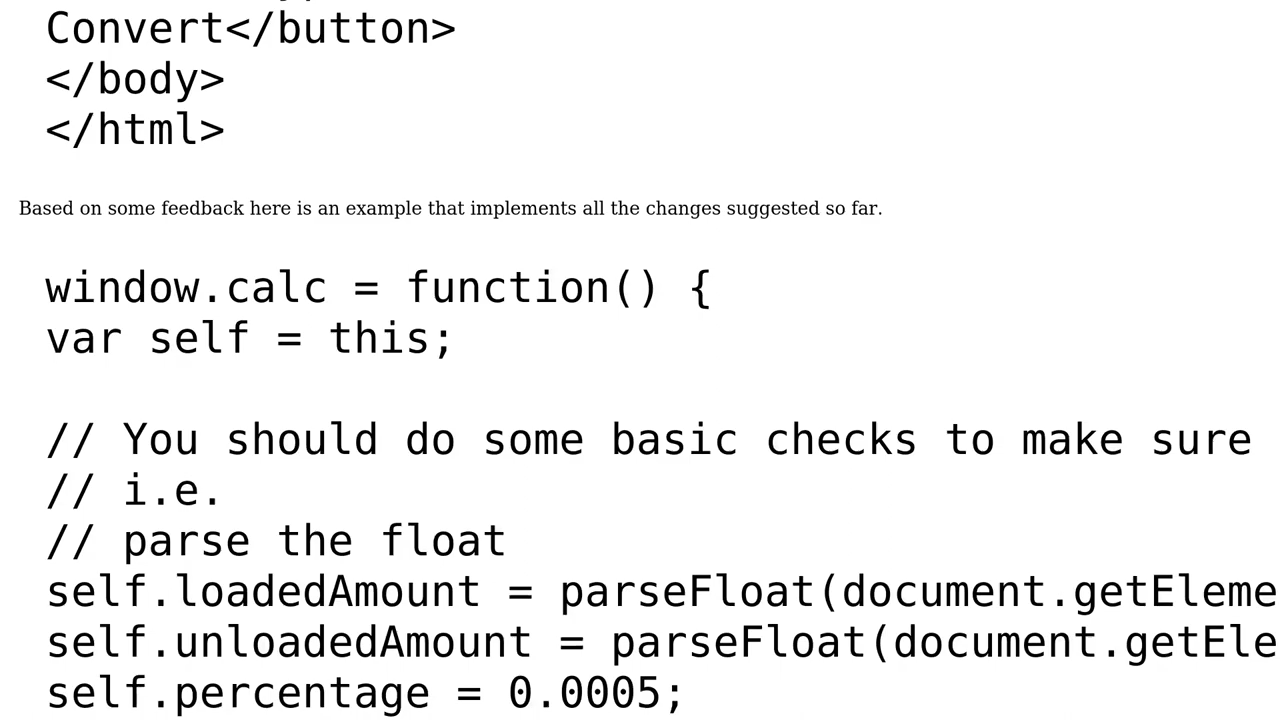 Convert</button>
</body>
</html>
Based on some feedback here is an example that implements all the changes suggested so far.
window.calc = function() {
var self = this;
// You should do some basic checks to make sure
// i.e.
// parse the float
self.loadedAmount = parseFloat(document.getEleme
self.unloadedAmount = parseFloat(document.getEle
self.percentage = 0.0005;